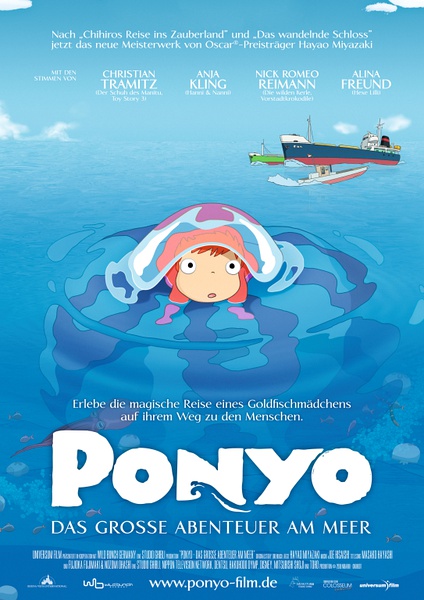 Nach „Chihiros Reise ins Zauberland” und „Das wandelnde Schloss”
jetzt das neue Meisterwerk von Oscar®-Preisträger Hayao Miyazaki
MIT DEN
STIMMEN VON
CHRISTIAN
TRAMITZ
(Der Schuh des Manitu,
Toy Story 3)
ANJA
KLING
(Hanni & Nanni)
NICK ROMEO
REIMANN
(Die wilden Kerle,
Vorstadtkrokodile)
ALINA
FREUND
(Hexe Lilli)
Erlebe die magische Reise eines Goldfischmädchens
auf ihrem Weg zu den Menschen.
PONYO
DAS GROSSE ABENTEUER AM MEER
www.ponyo-film.de
universumfilm